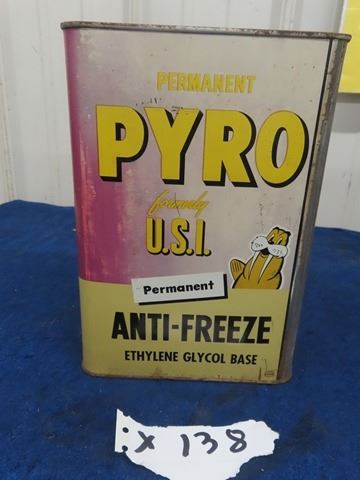 PERMANENT
PYRO
formerly
U.S.I.
Permanent
ANTI-FREEZE
ETHYLENE GLYCOL BASE
X 138